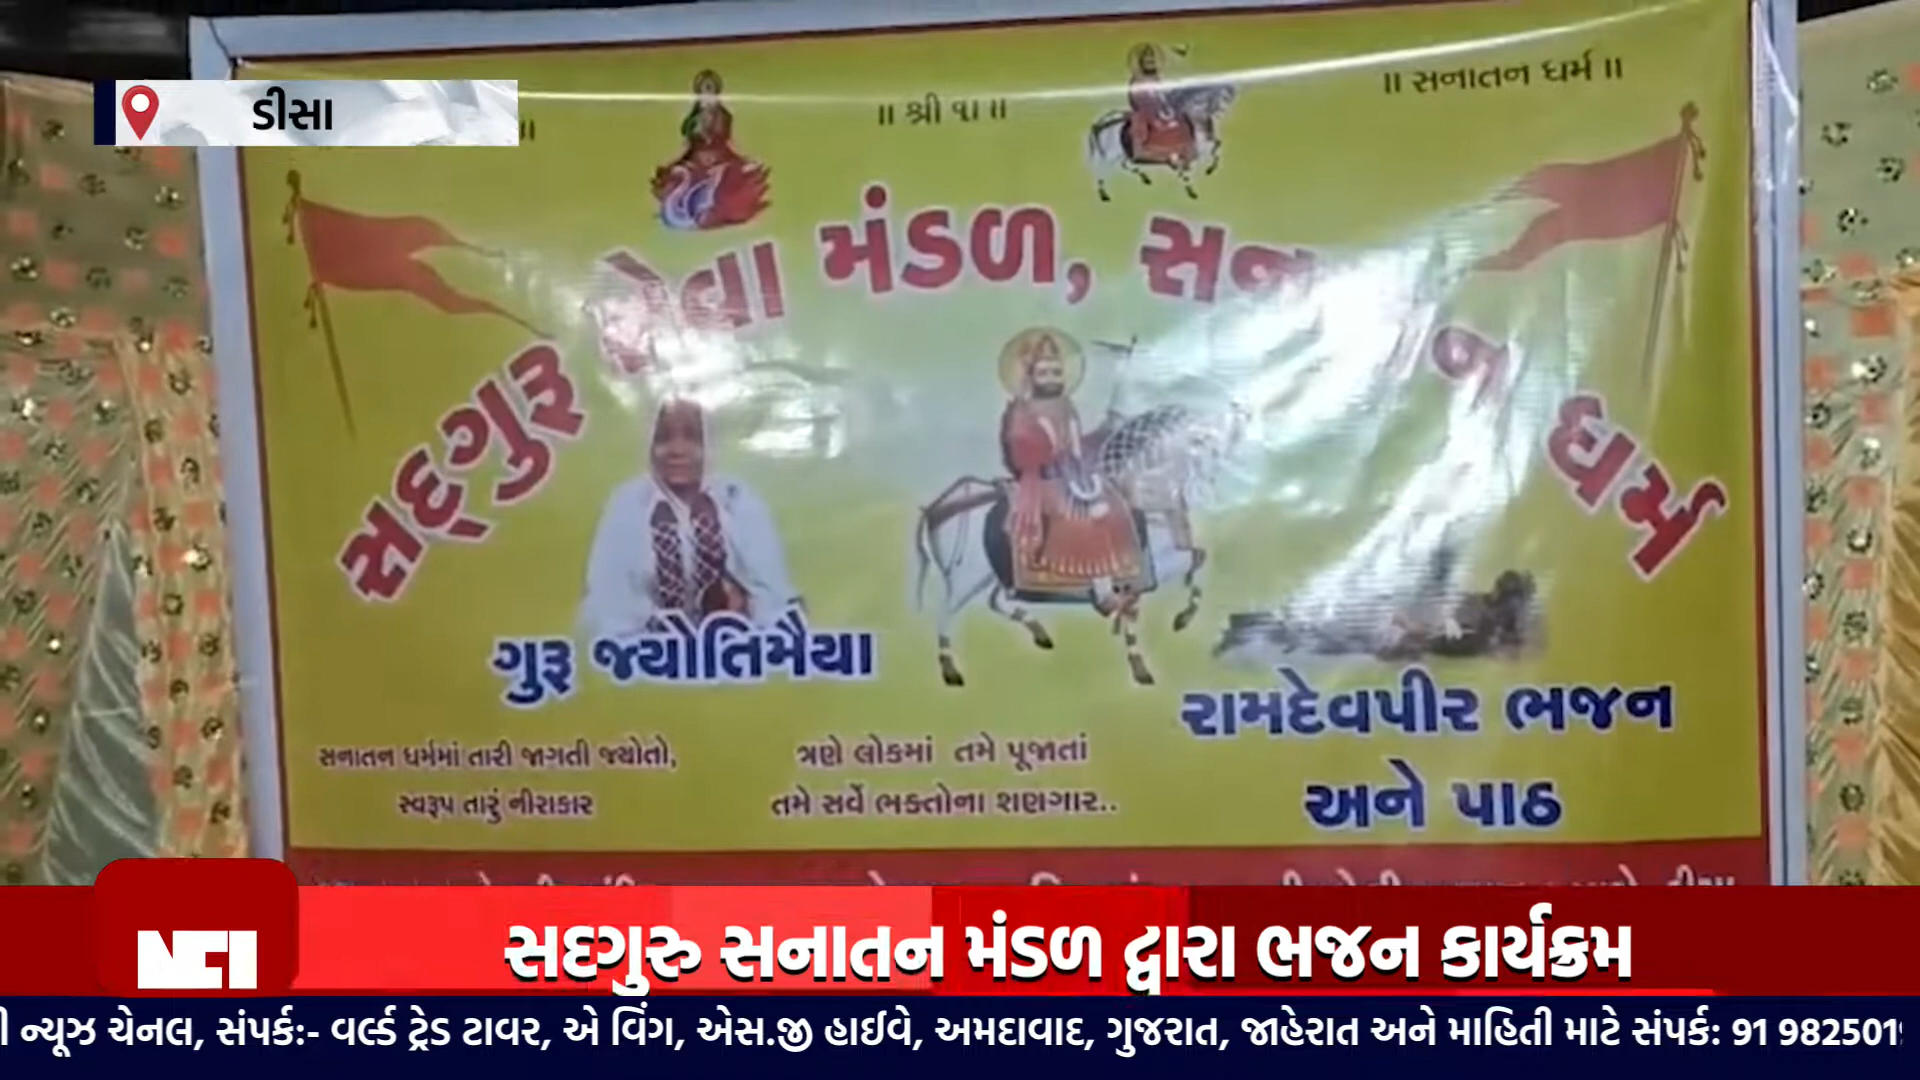 ડીસા
॥ શ્રી ૧। ॥
॥ સનાતન ધર્મ ॥
સદ્‌ગુરૂ સેવા મંડળ, સનાતન ધર્મ
ગુરૂ જ્યોતિમૈયા
રામદેવપીર ભજન
અને પાઠ
સનાતન ધર્મમાં તારી જાગતી જ્યોતો,
સ્વરૂપ તારું નીરાકાર
ત્રણે લોકમાં તમે પૂજાતાં
તમે સર્વે ભક્તોના શણગાર..
સદગુરુ સનાતન મંડળ દ્વારા ભજન કાર્યક્રમ
ન્યૂઝ ચેનલ, સંપર્ક:- વર્લ્ડ ટ્રેડ ટાવર, એ વિંગ, એસ.જી હાઈવે, અમદાવાદ, ગુજરાત, જાહેરાત અને માહિતી માટે સંપર્ક: 91 982501